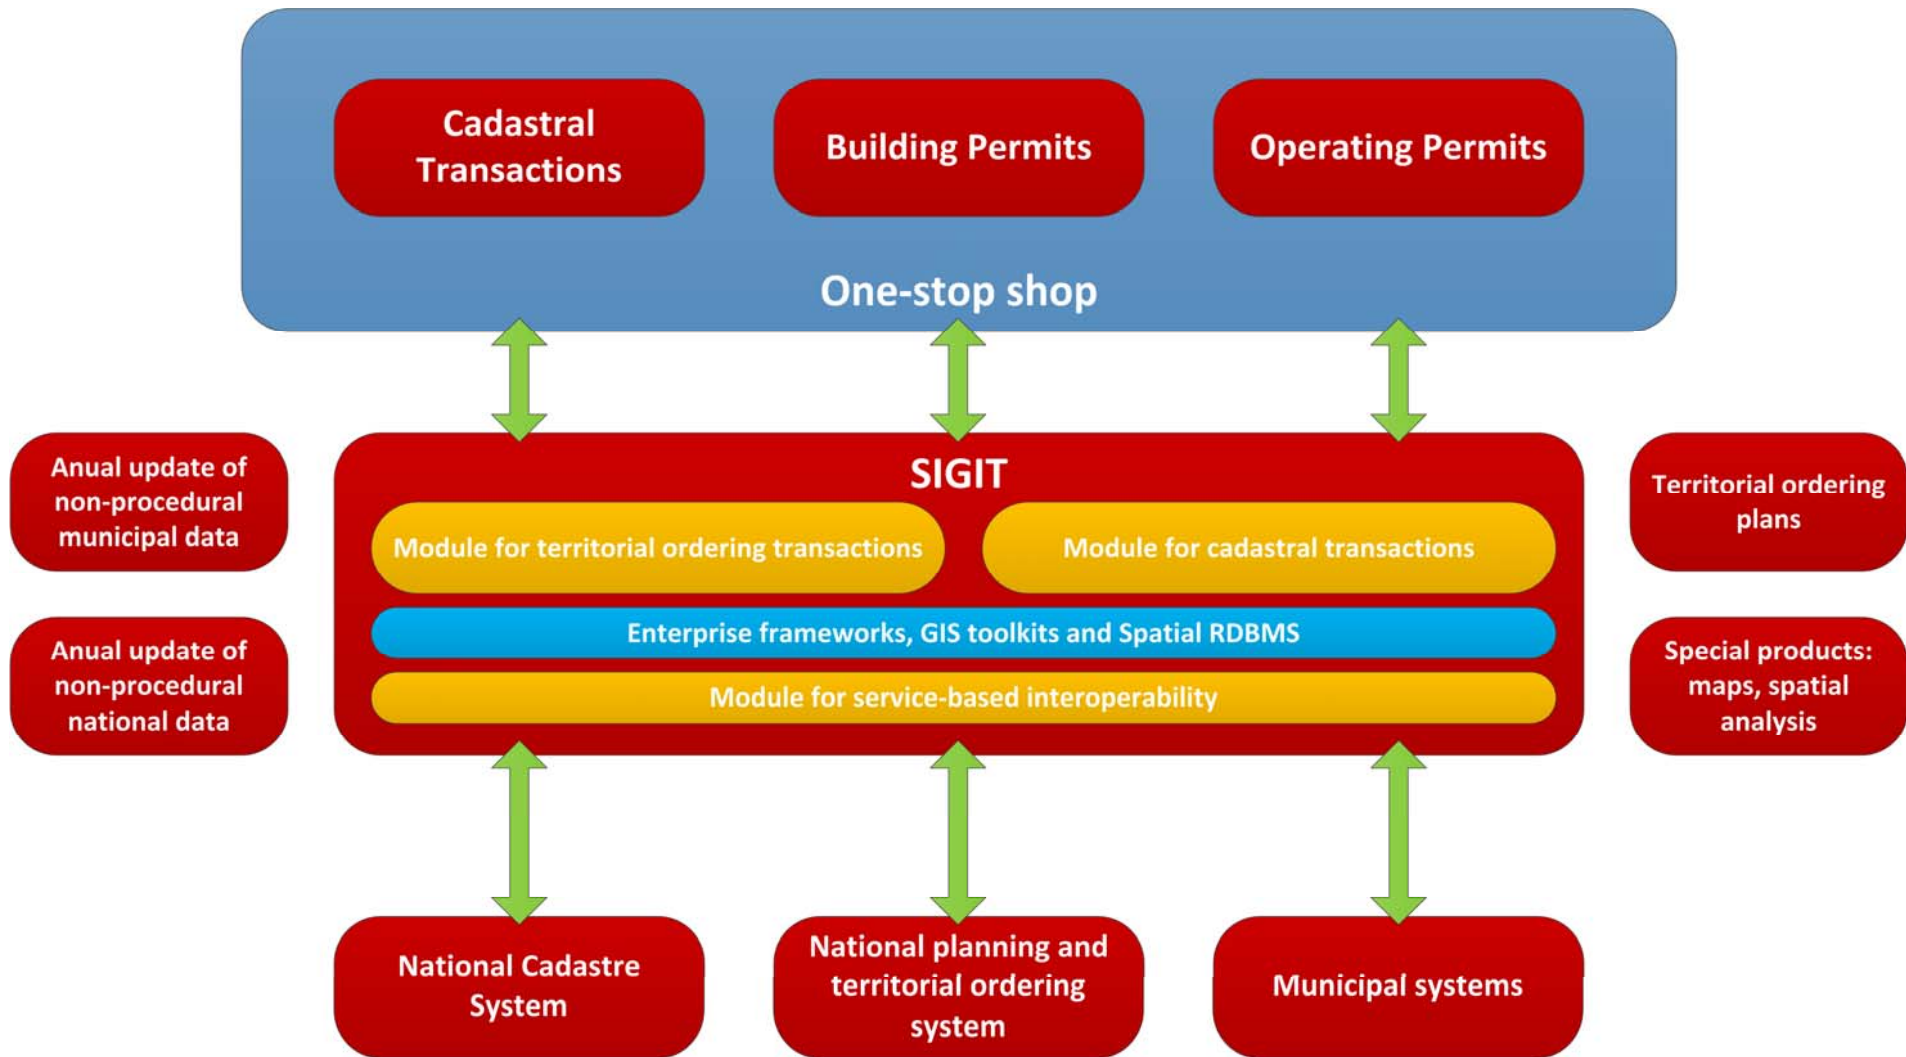 Cadastral
Transactions
Building Permits
Operating Permits
One-stop shop
Anual update of
non-procedural
municipal data
Anual update of
non-procedural
national data
SIGIT
Module for territorial ordering transactions
Module for cadastral transactions
Enterprise frameworks, GIS toolkits and Spatial RDBMS
Module for service-based interoperability
Territorial ordering
plans
Special products:
maps, spatial
analysis
National Cadastre
System
National planning and
territorial ordering
system
Municipal systems